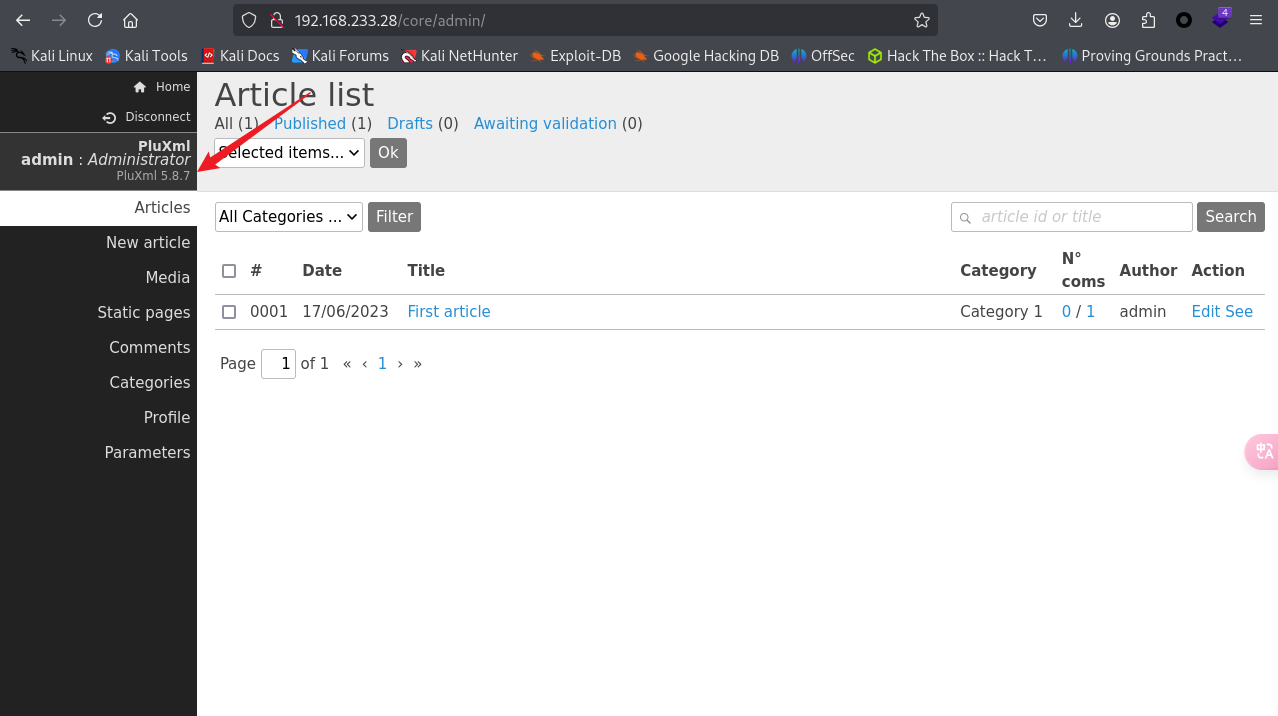 192.168.233.28/core/admin/
4
Kali Linux Kali Tools Kali Docs Kali Forums Kali NetHunter Exploit-DB Google Hacking DB OffSec Hack The Box :: Hack T… Proving Grounds Pract…
Home
Disconnect
PluXml
admin : Administrator
PluXml 5.8.7
Articles
New article
Media
Static pages
Comments
Categories
Profile
Parameters
Article list
All (1) Published (1) Drafts (0) Awaiting validation (0)
Selected items... Ok
All Categories ... Filter article id or title Search
# Date Title Category N° coms Author Action
0001 17/06/2023 First article Category 1 0 / 1 admin Edit See
Page 1 of 1 « ‹ 1 › »
中 A